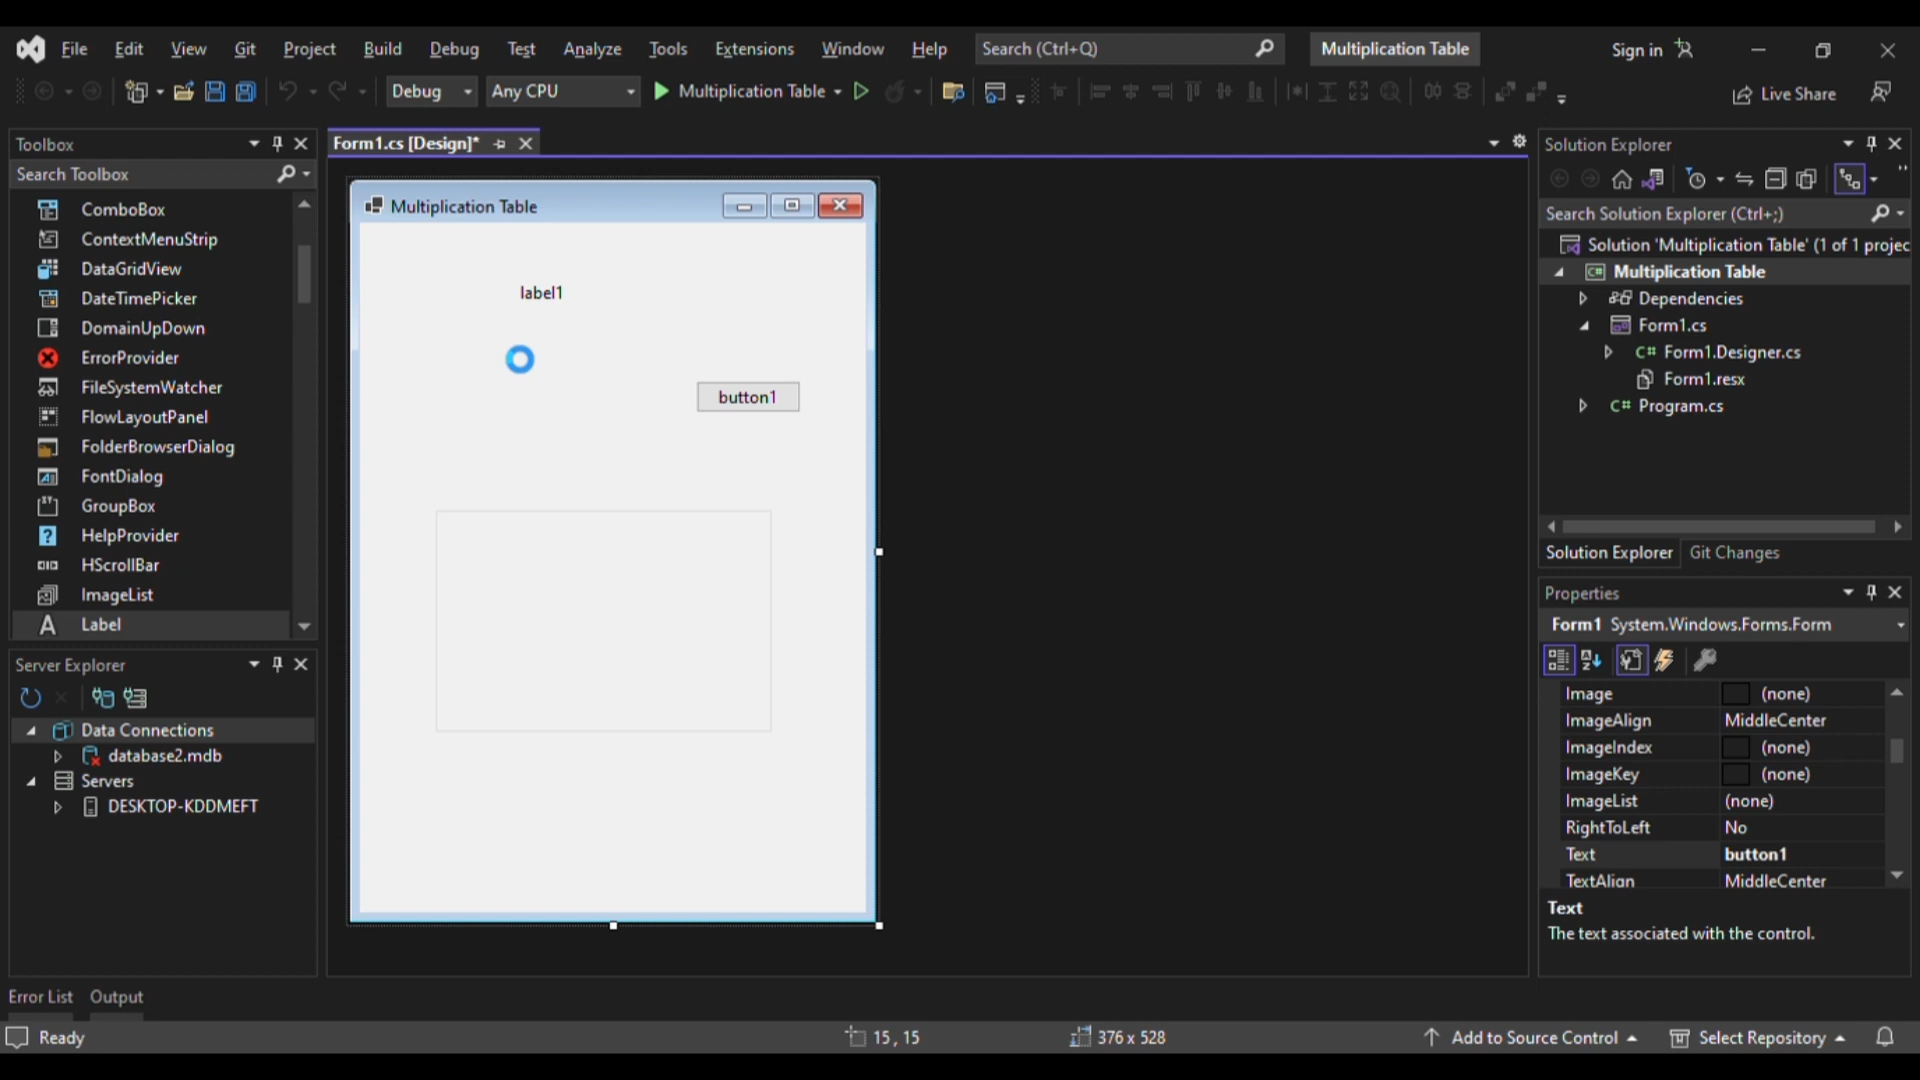 File Edit View Git Project Build Debug Test Analyze Tools Extensions Window Help Search (Ctrl+Q) Multiplication Table Sign in
Debug Any CPU Multiplication Table Live Share
Toolbox
Search Toolbox
ComboBox
ContextMenuStrip
DataGridView
DateTimePicker
DomainUpDown
ErrorProvider
FileSystemWatcher
FlowLayoutPanel
FolderBrowserDialog
FontDialog
GroupBox
HelpProvider
HScrollBar
ImageList
Label
Server Explorer
Data Connections
database2.mdb
Servers
DESKTOP-KDDMEFT
Form1.cs [Design]*
Multiplication Table
label1
button1
Solution Explorer
Search Solution Explorer (Ctrl+;)
Solution 'Multiplication Table' (1 of 1 projec
Multiplication Table
Dependencies
Form1.cs
Form1.Designer.cs
Form1.resx
Program.cs
Solution Explorer Git Changes
Properties
Form1 System.Windows.Forms.Form
Image (none)
ImageAlign MiddleCenter
ImageIndex (none)
ImageKey (none)
ImageList (none)
RightToLeft No
Text button1
TextAlign MiddleCenter
Text
The text associated with the control.
Error List Output
Ready 15, 15 376 x 528 Add to Source Control Select Repository